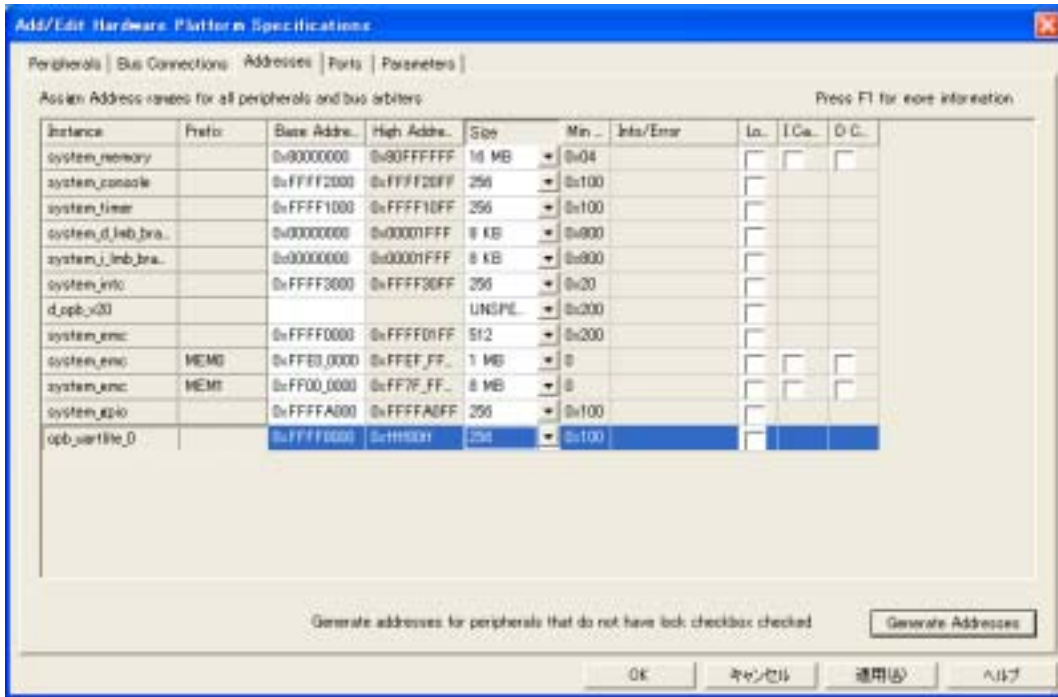 Add/Edit Hardware Platform Specifications
Peripherals Bus Connections Addresses Ports Parameters
Assign Address ranges for all peripherals and bus arbiters Press F1 for more information
Instance Prefix Base Addre... High Addre... Size Min ... Info/Error Lo... I Ca... D C...
system_memory 0x80000000 0x80FFFFFF 16 MB 0x04
system_console 0xFFFF2000 0xFFFF20FF 256 0x100
system_timer 0xFFFF1000 0xFFFF10FF 256 0x100
system_d_lmb_bra... 0x00000000 0x00001FFF 8 KB 0x800
system_i_lmb_bra... 0x00000000 0x00001FFF 8 KB 0x800
system_intc 0xFFFF3000 0xFFFF30FF 256 0x20
d_opb_v20 UNSPE... 0x200
system_emc 0xFFFF0000 0xFFFF01FF 512 0x200
system_emc MEM0 0xFFE0_0000 0xFFEF_FF... 1 MB 0
system_emc MEM1 0xFF00_0000 0xFF7F_FF... 8 MB 0
system_gpio 0xFFFFA000 0xFFFFA0FF 256 0x100
opb_uartlite_0 0xFFFF0000 0xffff00ff 256 0x100
Generate addresses for peripherals that do not have lock checkbox checked Generate Addresses
OK キャンセル 適用(A) ヘルプ